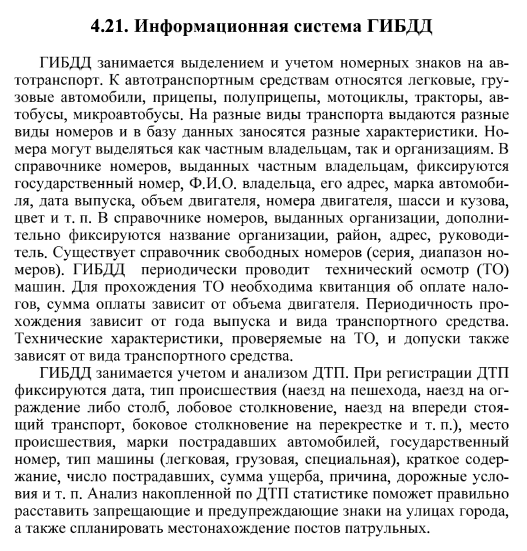 4.21. Информационная система ГИБДД
ГИБДД занимается выделением и учетом номерных знаков на ав-
тотранспорт. К автотранспортным средствам относятся легковые, гру-
зовые автомобили, прицепы, полуприцепы, мотоциклы, тракторы, ав-
тобусы, микроавтобусы. На разные виды транспорта выдаются разные
виды номеров и в базу данных заносятся разные характеристики. Но-
мера могут выделяться как частным владельцам, так и организациям. В
справочнике номеров, выданных частным владельцам, фиксируются
государственный номер, Ф.И.О. владельца, его адрес, марка автомоби-
ля, дата выпуска, объем двигателя, номера двигателя, шасси и кузова,
цвет и т. п. В справочнике номеров, выданных организации, дополни-
тельно фиксируются название организации, район, адрес, руководи-
тель. Существует справочник свободных номеров (серия, диапазон но-
меров). ГИБДД периодически проводит технический осмотр (ТО)
машин. Для прохождения ТО необходима квитанция об оплате нало-
гов, сумма оплаты зависит от объема двигателя. Периодичность про-
хождения зависит от года выпуска и вида транспортного средства.
Технические характеристики, проверяемые на ТО, и допуски также
зависят от вида транспортного средства.
ГИБДД занимается учетом и анализом ДТП. При регистрации ДТП
фиксируются дата, тип происшествия (наезд на пешехода, наезд на ог-
раждение либо столб, лобовое столкновение, наезд на впереди стоя-
щий транспорт, боковое столкновение на перекрестке и т. п.), место
происшествия, марки пострадавших автомобилей, государственный
номер, тип машины (легковая, грузовая, специальная), краткое содер-
жание, число пострадавших, сумма ущерба, причина, дорожные усло-
вия и т. п. Анализ накопленной по ДТП статистике поможет правильно
расставить запрещающие и предупреждающие знаки на улицах города,
а также спланировать местонахождение постов патрульных.